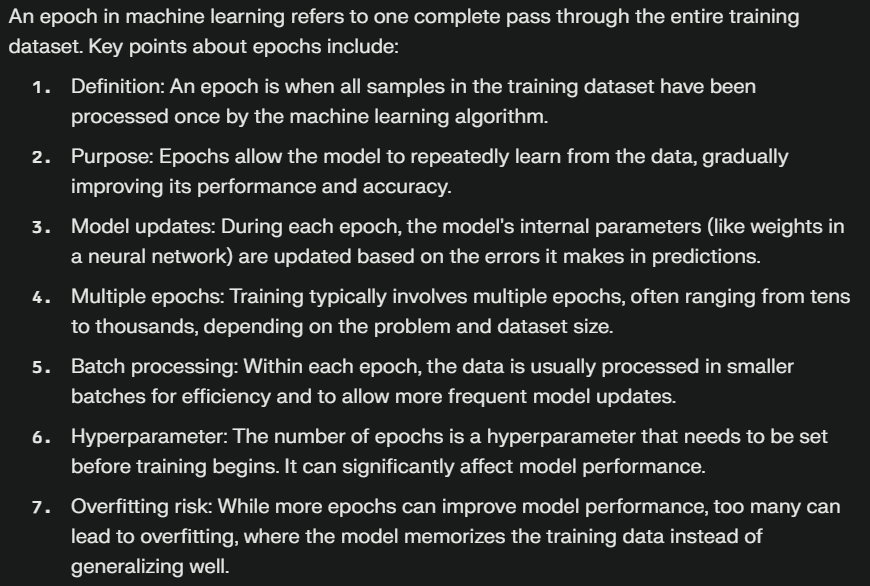 An epoch in machine learning refers to one complete pass through the entire training
dataset. Key points about epochs include:
1. Definition: An epoch is when all samples in the training dataset have been
processed once by the machine learning algorithm.
2. Purpose: Epochs allow the model to repeatedly learn from the data, gradually
improving its performance and accuracy.
3. Model updates: During each epoch, the model's internal parameters (like weights in
a neural network) are updated based on the errors it makes in predictions.
4. Multiple epochs: Training typically involves multiple epochs, often ranging from tens
to thousands, depending on the problem and dataset size.
5. Batch processing: Within each epoch, the data is usually processed in smaller
batches for efficiency and to allow more frequent model updates.
6. Hyperparameter: The number of epochs is a hyperparameter that needs to be set
before training begins. It can significantly affect model performance.
7. Overfitting risk: While more epochs can improve model performance, too many can
lead to overfitting, where the model memorizes the training data instead of
generalizing well.